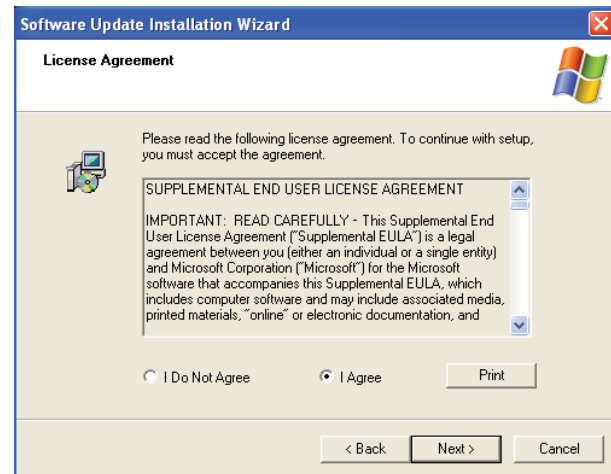 Software Update Installation Wizard
License Agreement
Please read the following license agreement. To continue with setup,
you must accept the agreement.
SUPPLEMENTAL END USER LICENSE AGREEMENT
IMPORTANT:  READ CAREFULLY - This Supplemental End
User License Agreement ("Supplemental EULA") is a legal
agreement between you (either an individual or a single entity)
and Microsoft Corporation ("Microsoft") for the Microsoft
software that accompanies this Supplemental EULA, which
includes computer software and may include associated media,
printed materials, "online" or electronic documentation, and
I Do Not Agree
I Agree
Print
< Back
Next >
Cancel